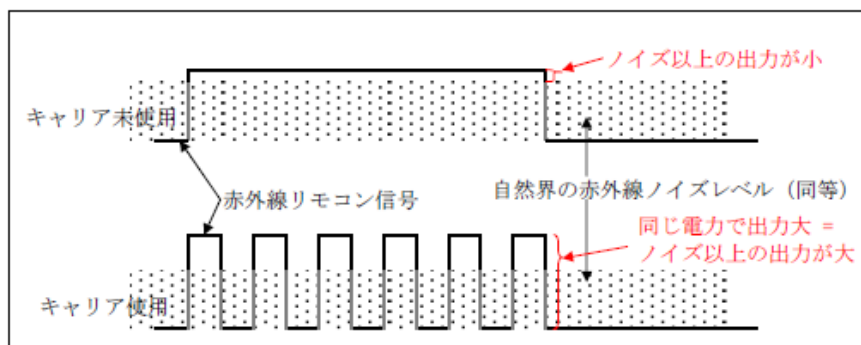 ノイズ以上の出力が小
キャリア未使用
自然界の赤外線ノイズレベル（同等）
赤外線リモコン信号
同じ電力で出力大 =
ノイズ以上の出力が大
キャリア使用